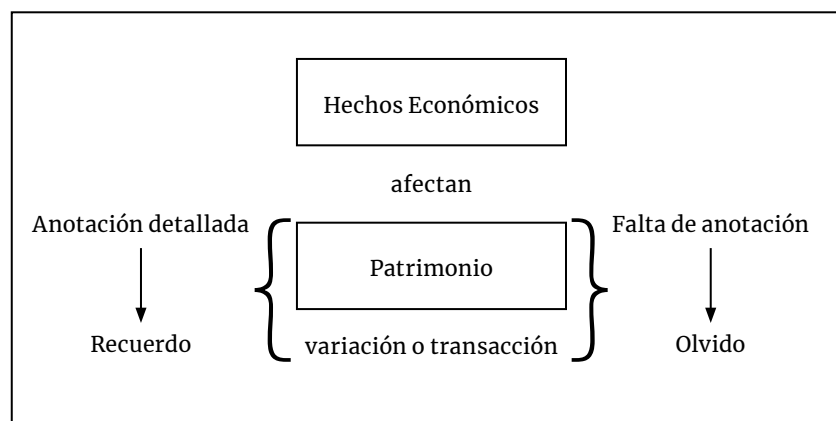 Hechos Económicos
afectan
Anotación detallada
Falta de anotación
Patrimonio
Recuerdo
variación o transacción
Olvido